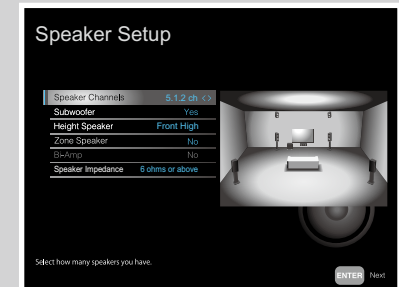 Speaker Setup
Speaker Channels 5.1.2 ch <>
Subwoofer Yes
Height Speaker Front High
Zone Speaker No
Bi-Amp No
Speaker Impedance 6 ohms or above
Select how many speakers you have.
ENTER Next